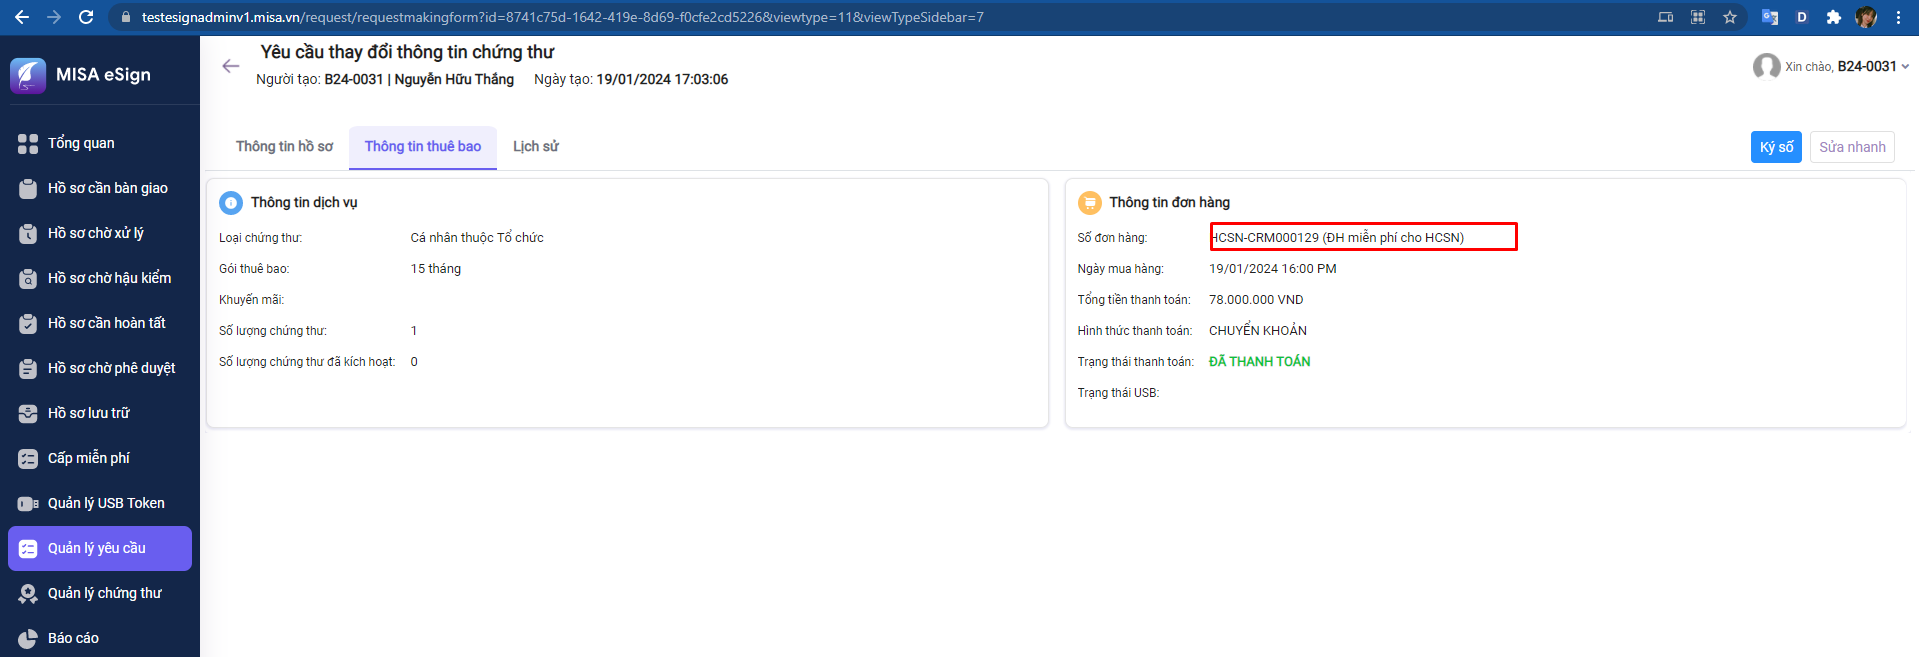 testesignadminv1.misa.vn/request/requestmakingform?id=8741c75d-1642-419e-8d69-f0cfe2cd5226&viewtype=11&viewTypeSidebar=7
D
MISA eSign
Tổng quan
Hồ sơ cần bàn giao
Hồ sơ chờ xử lý
Hồ sơ chờ hậu kiểm
Hồ sơ cần hoàn tất
Hồ sơ chờ phê duyệt
Hồ sơ lưu trữ
Cấp miễn phí
Quản lý USB Token
Quản lý yêu cầu
Quản lý chứng thư
Báo cáo
Yêu cầu thay đổi thông tin chứng thư
Người tạo: B24-0031 | Nguyễn Hữu Thắng Ngày tạo: 19/01/2024 17:03:06
Xin chào, B24-0031
Thông tin hồ sơ Thông tin thuê bao Lịch sử
Ký số Sửa nhanh
Thông tin dịch vụ
Loại chứng thư: Cá nhân thuộc Tổ chức
Gói thuê bao: 15 tháng
Khuyến mãi:
Số lượng chứng thư: 1
Số lượng chứng thư đã kích hoạt: 0
Thông tin đơn hàng
Số đơn hàng: HCSN-CRM000129 (ĐH miễn phí cho HCSN)
Ngày mua hàng: 19/01/2024 16:00 PM
Tổng tiền thanh toán: 78.000.000 VND
Hình thức thanh toán: CHUYỂN KHOẢN
Trạng thái thanh toán: ĐÃ THANH TOÁN
Trạng thái USB: